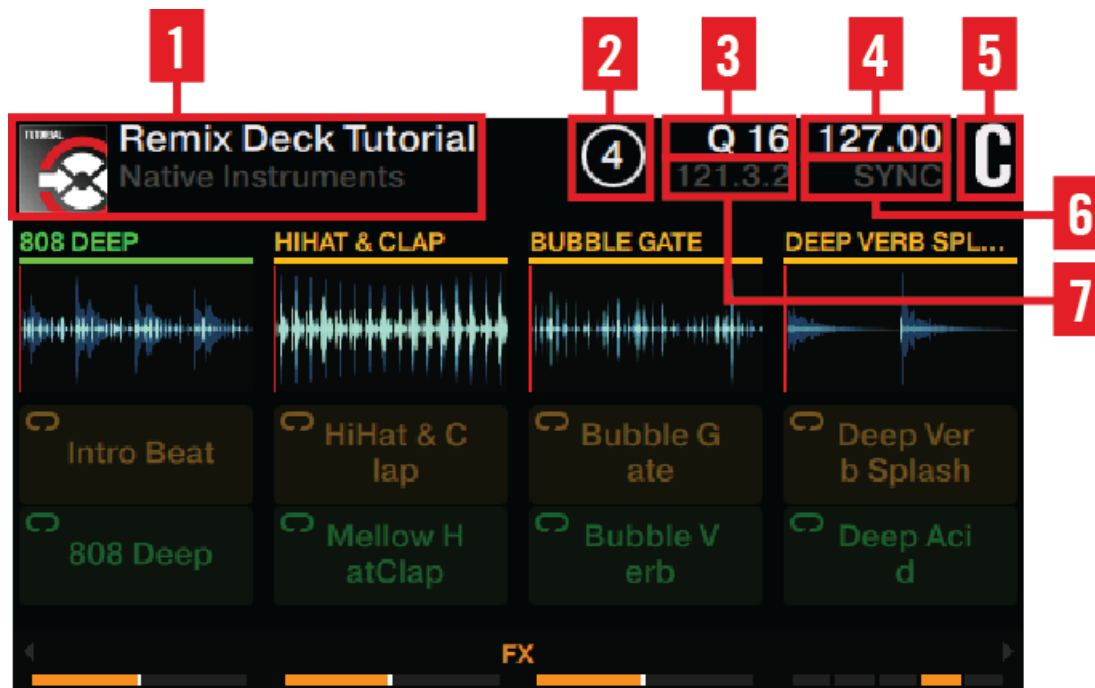 1
2
3
4
5
TUTORIAL
Remix Deck Tutorial
4
Q 16
127.00
C
Native Instruments
121.3.2
SYNC
6
808 DEEP
HIHAT & CLAP
BUBBLE GATE
DEEP VERB SPL...
7
Intro Beat
HiHat & C
lap
Bubble G
ate
Deep Ver
b Splash
808 Deep
Mellow H
atClap
Bubble V
erb
Deep Aci
d
FX